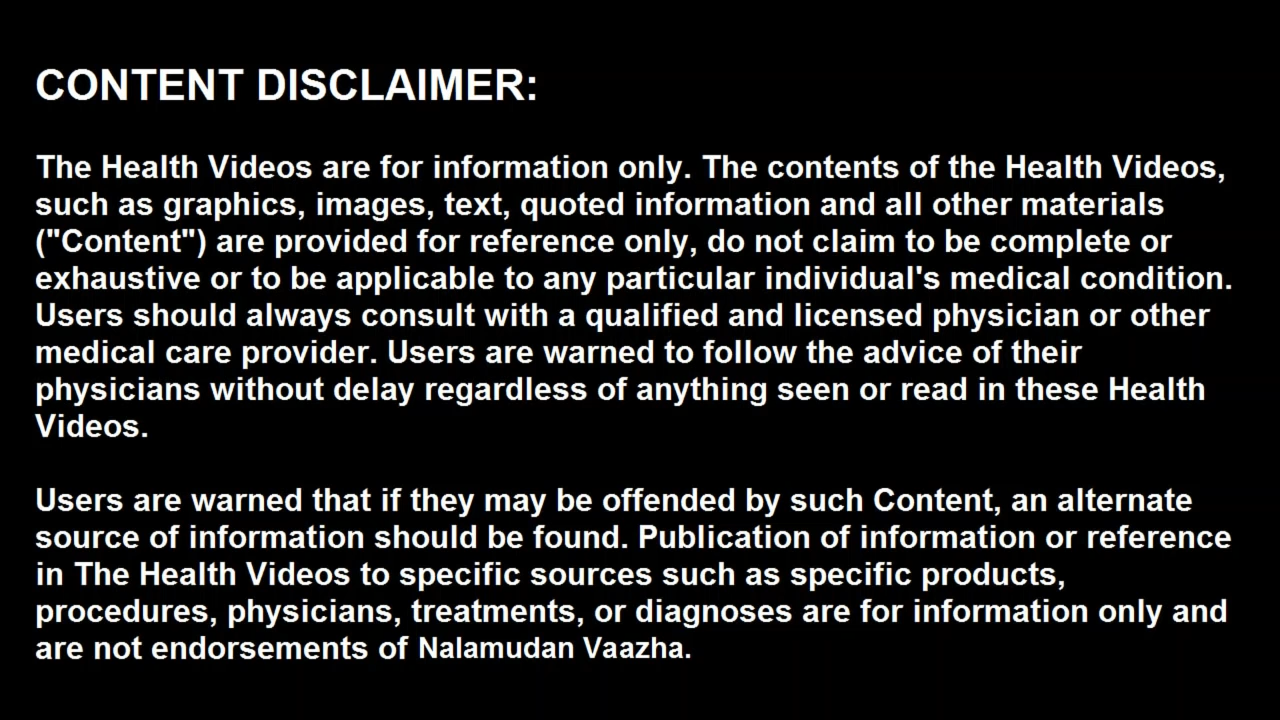 CONTENT DISCLAIMER:
The Health Videos are for information only. The contents of the Health Videos,
such as graphics, images, text, quoted information and all other materials
("Content") are provided for reference only, do not claim to be complete or
exhaustive or to be applicable to any particular individual's medical condition.
Users should always consult with a qualified and licensed physician or other
medical care provider. Users are warned to follow the advice of their
physicians without delay regardless of anything seen or read in these Health
Videos.
Users are warned that if they may be offended by such Content, an alternate
source of information should be found. Publication of information or reference
in The Health Videos to specific sources such as specific products,
procedures, physicians, treatments, or diagnoses are for information only and
are not endorsements of Nalamudan Vaazha.